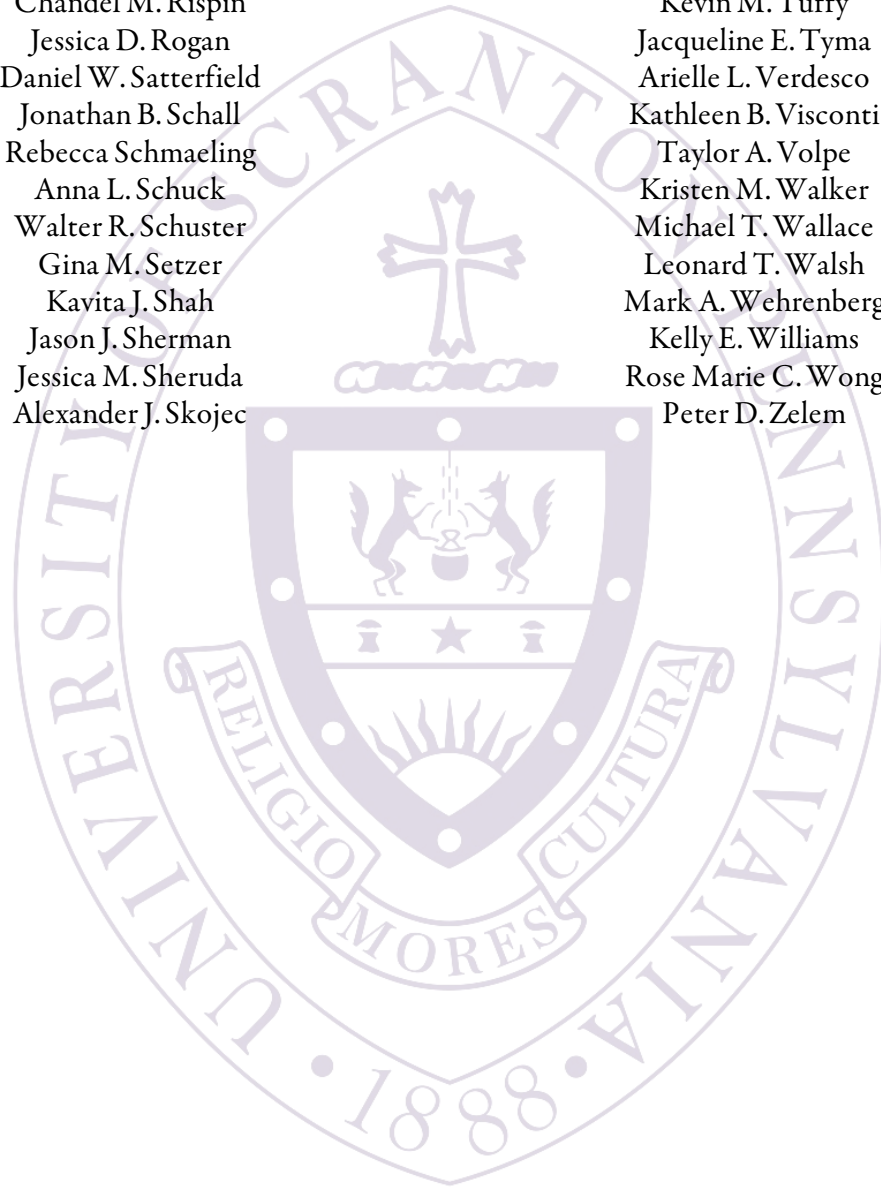 Chandel M. Rispin
Jessica D. Rogan
Daniel W. Satterfield
Jonathan B. Schall
Rebecca Schmaeling
Anna L. Schuck
Walter R. Schuster
Gina M. Setzer
Kavita J. Shah
Jason J. Sherman
Jessica M. Sheruda
Alexander J. Skojec
Kevin M. Tuffy
Jacqueline E. Tyma
Arielle L. Verdesco
Kathleen B. Visconti
Taylor A. Volpe
Kristen M. Walker
Michael T. Wallace
Leonard T. Walsh
Mark A. Wehrenberg
Kelly E. Williams
Rose Marie C. Wong
Peter D. Zelem
UNIVERSITY OF SCRANTON PENNSYLVANIA
RELIGIO
MORES
CULTURA
• 1888 •